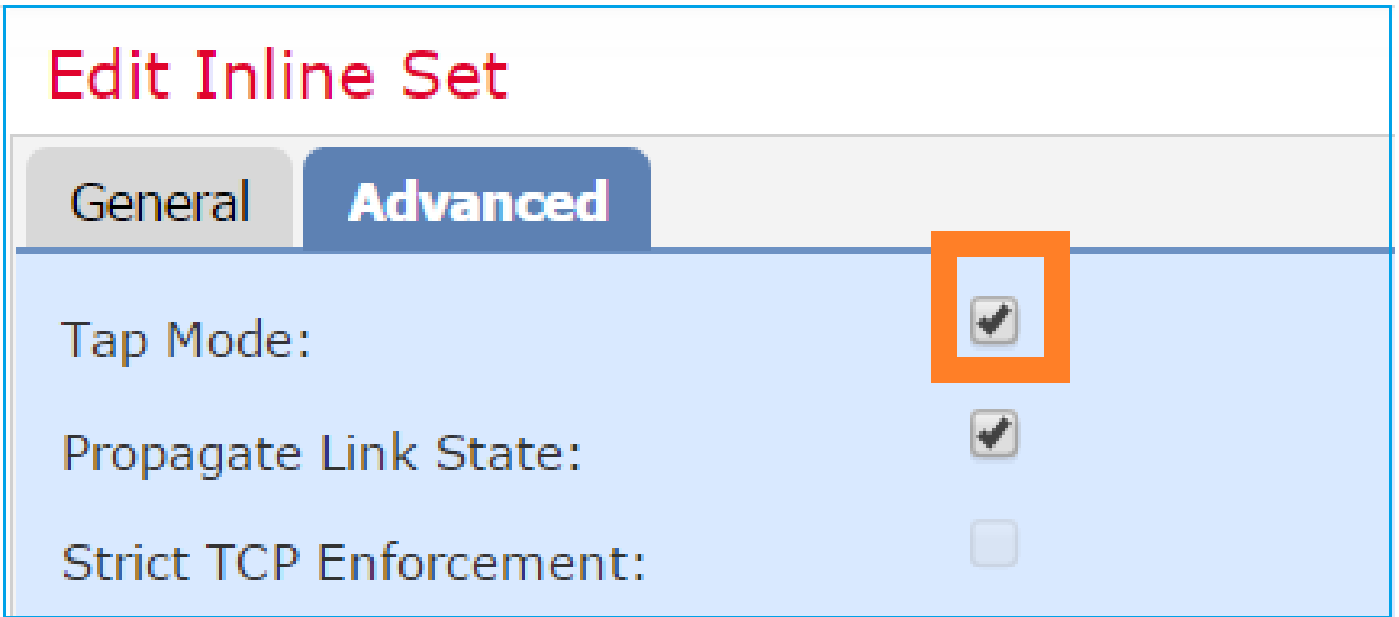 Edit Inline Set
General Advanced
Tap Mode:
Propagate Link State:
Strict TCP Enforcement: